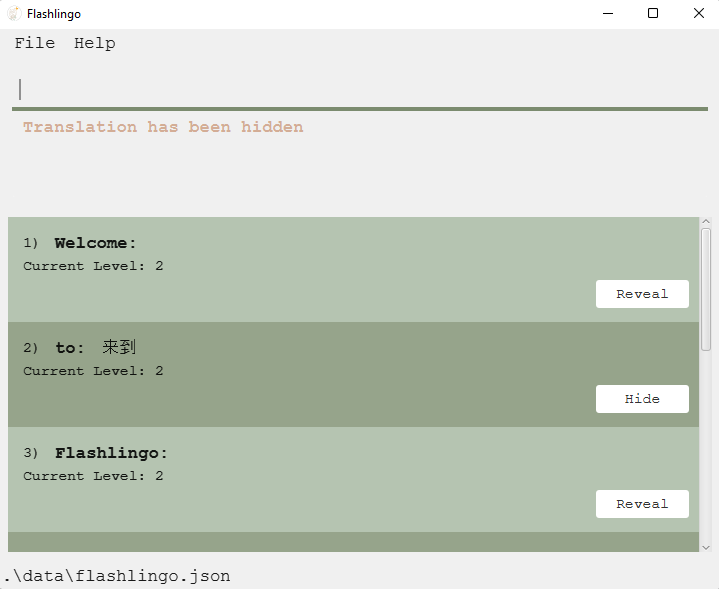 Flashlingo
File Help
Translation has been hidden
1) Welcome:
Current Level: 2
Reveal
2) to: 来到
Current Level: 2
Hide
3) Flashlingo:
Current Level: 2
Reveal
.\data\flashlingo.json